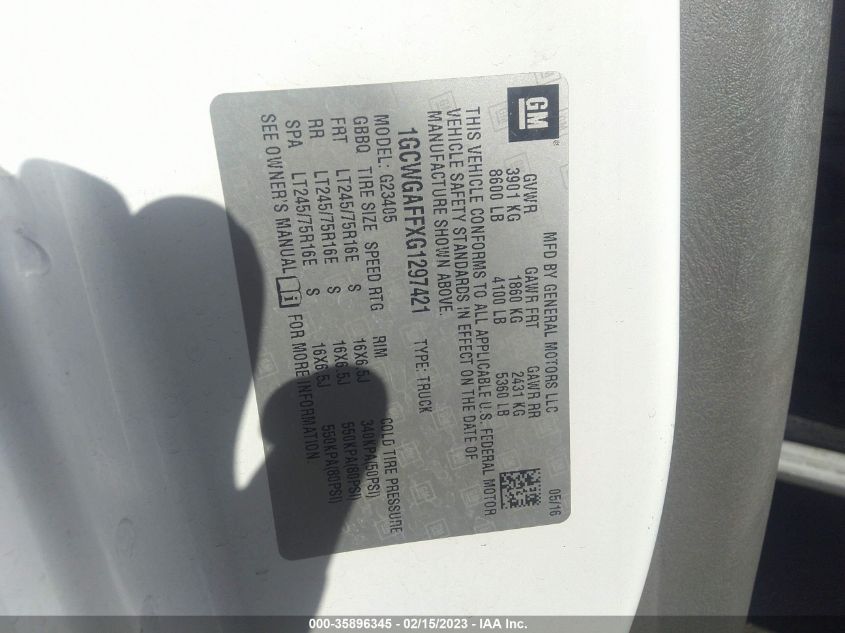 GM
MFD BY GENERAL MOTORS LLC 05/16
GVWR GAWR FRT GAWR RR
3901 KG 1860 KG 2431 KG
8600 LB 4100 LB 5360 LB
THIS VEHICLE CONFORMS TO ALL APPLICABLE U.S. FEDERAL MOTOR
VEHICLE SAFETY STANDARDS IN EFFECT ON THE DATE OF
MANUFACTURE SHOWN ABOVE.
1GCWGAFFXG1297421 TYPE: TRUCK
MODEL: G23405
GBBQ TIRE SIZE SPEED RTG RIM COLD TIRE PRESSURE
FRT LT245/75R16E S 16X6.5J 340KPA(50PSI)
RR LT245/75R16E S 16X6.5J 550KPA(80PSI)
SPA LT245/75R16E S 16X6.5J 550KPA(80PSI)
SEE OWNER'S MANUAL i FOR MORE INFORMATION
000-35896345 - 02/15/2023 - IAA Inc.